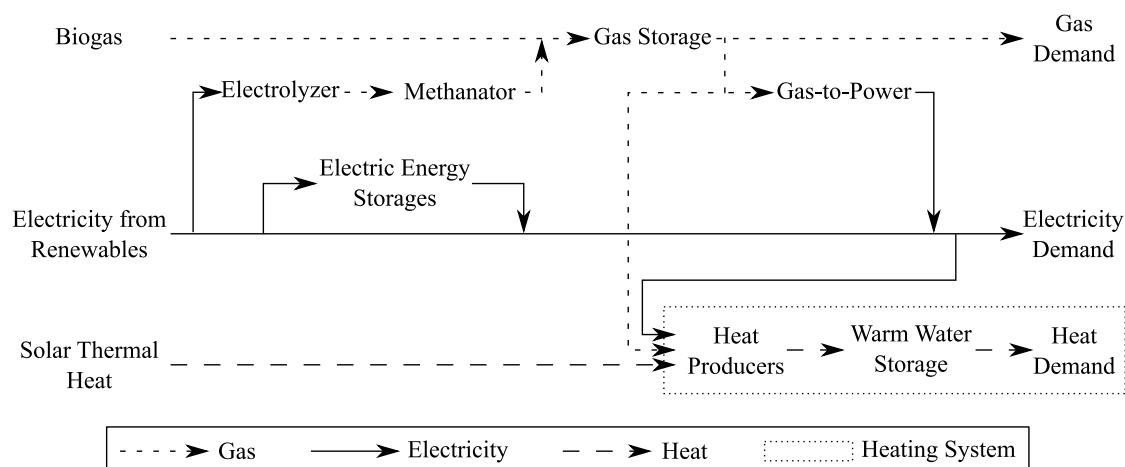 Biogas
Gas Storage
Gas
Demand
Electrolyzer
Methanator
Gas-to-Power
Electric Energy
Storages
Electricity from
Renewables
Electricity
Demand
Solar Thermal
Heat
Heat
Producers
Warm Water
Storage
Heat
Demand
Gas
Electricity
Heat
Heating System